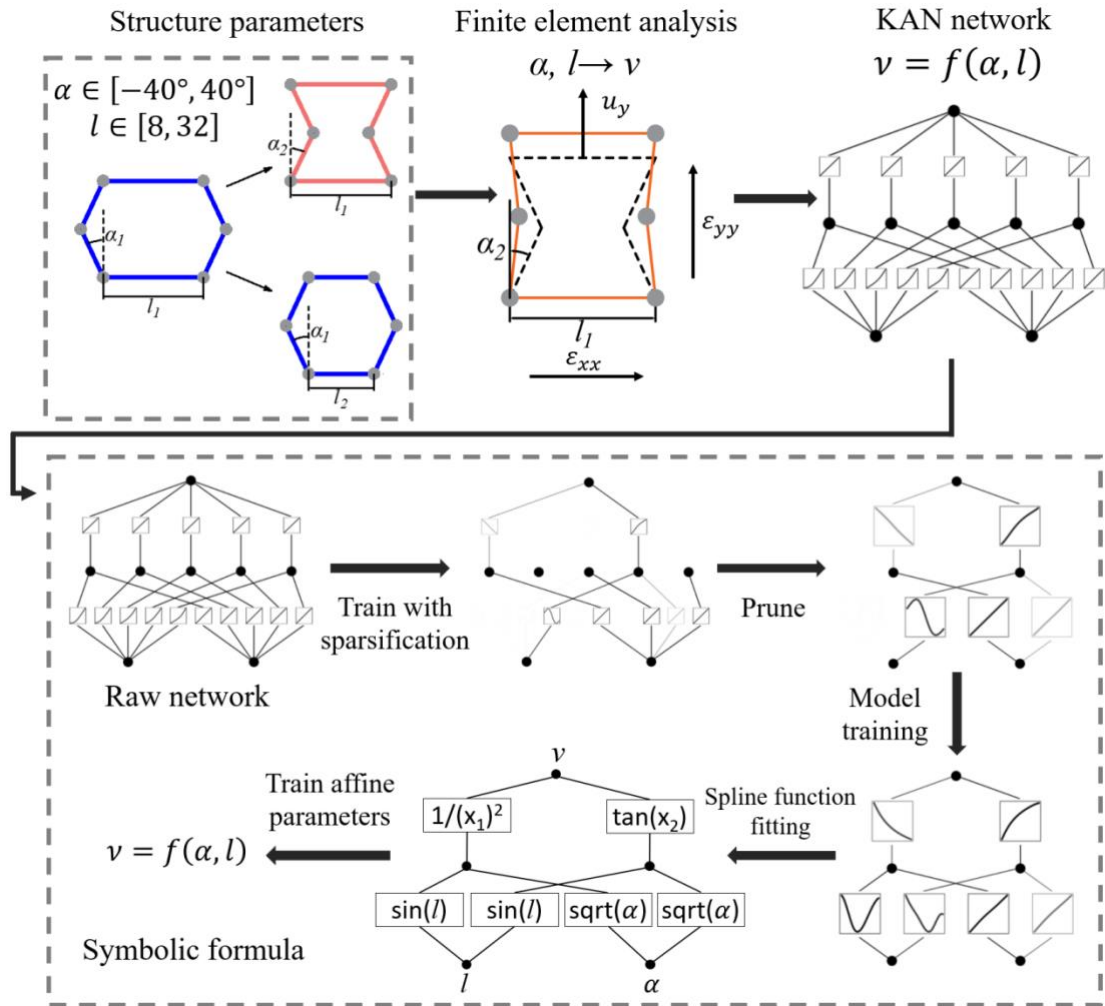 Structure parameters
α ∈ [−40°, 40°]
l ∈ [8, 32]
α₁
l₁
α₂
l₁
α₁
l₂
Finite element analysis
α, l → v
u_y
α₂
ε_yy
l₁
ε_xx
KAN network
ν = f(α, l)
Raw network
Train with
sparsification
Prune
Model
training
Spline function
fitting
ν
1/(x₁)²
tan(x₂)
sin(l)
sin(l)
sqrt(α)
sqrt(α)
l
α
Train affine
parameters
ν = f(α, l)
Symbolic formula